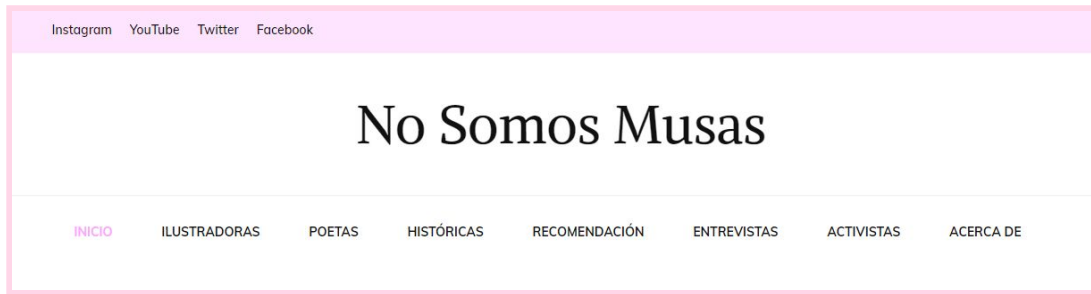 Instagram YouTube Twitter Facebook
No Somos Musas
INICIO ILUSTRADORAS POETAS HISTÓRICAS RECOMENDACIÓN ENTREVISTAS ACTIVISTAS ACERCA DE